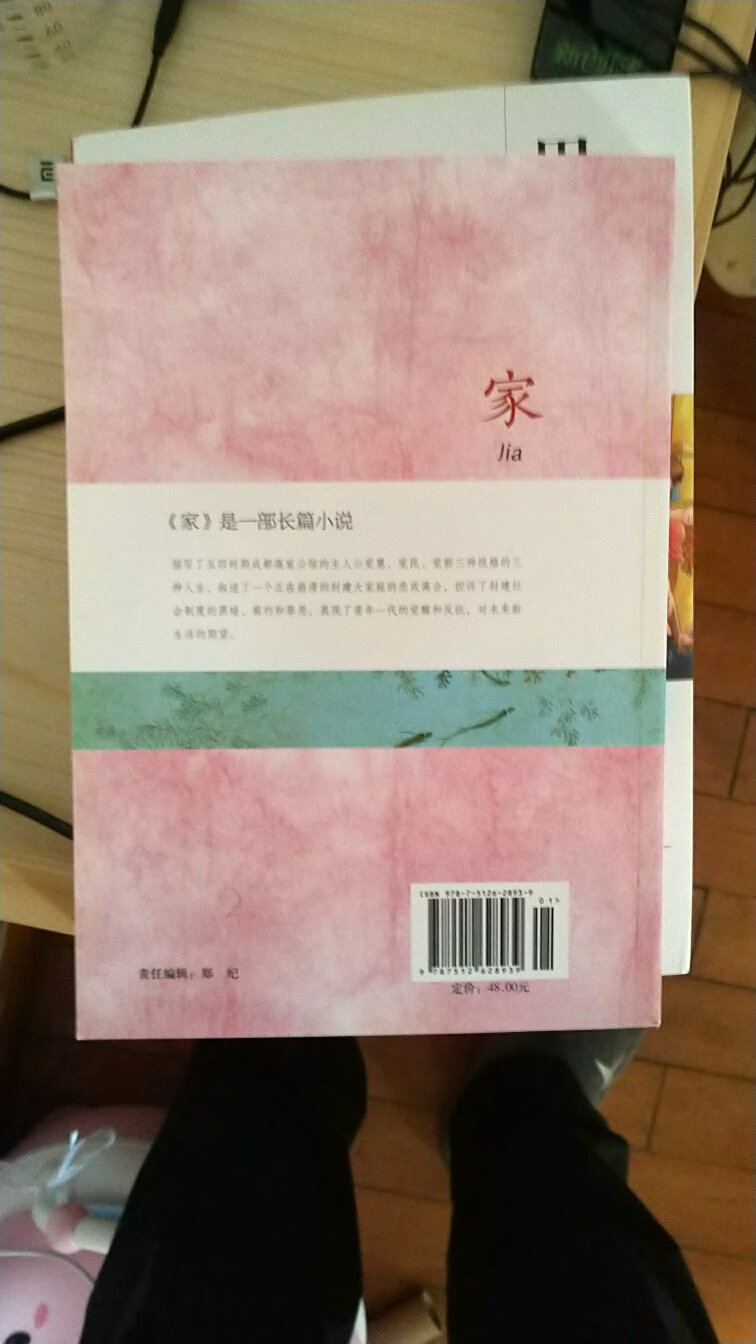 家
Jia
《家》是一部长篇小说
描写了五四时期成都高家公馆的主人公觉慧、觉民、觉新三种性格的三
种人生，叙述了一个正在崩溃的封建大家庭的悲欢离合，控诉了封建社
会制度的黑暗、腐朽和罪恶，展现了青年一代的觉醒和反抗，对未来新
生活的期望。
ISBN 978-7-5126-2893-9
01>
9 787512 628939
责任编辑：郑 纪
定价：48.00元